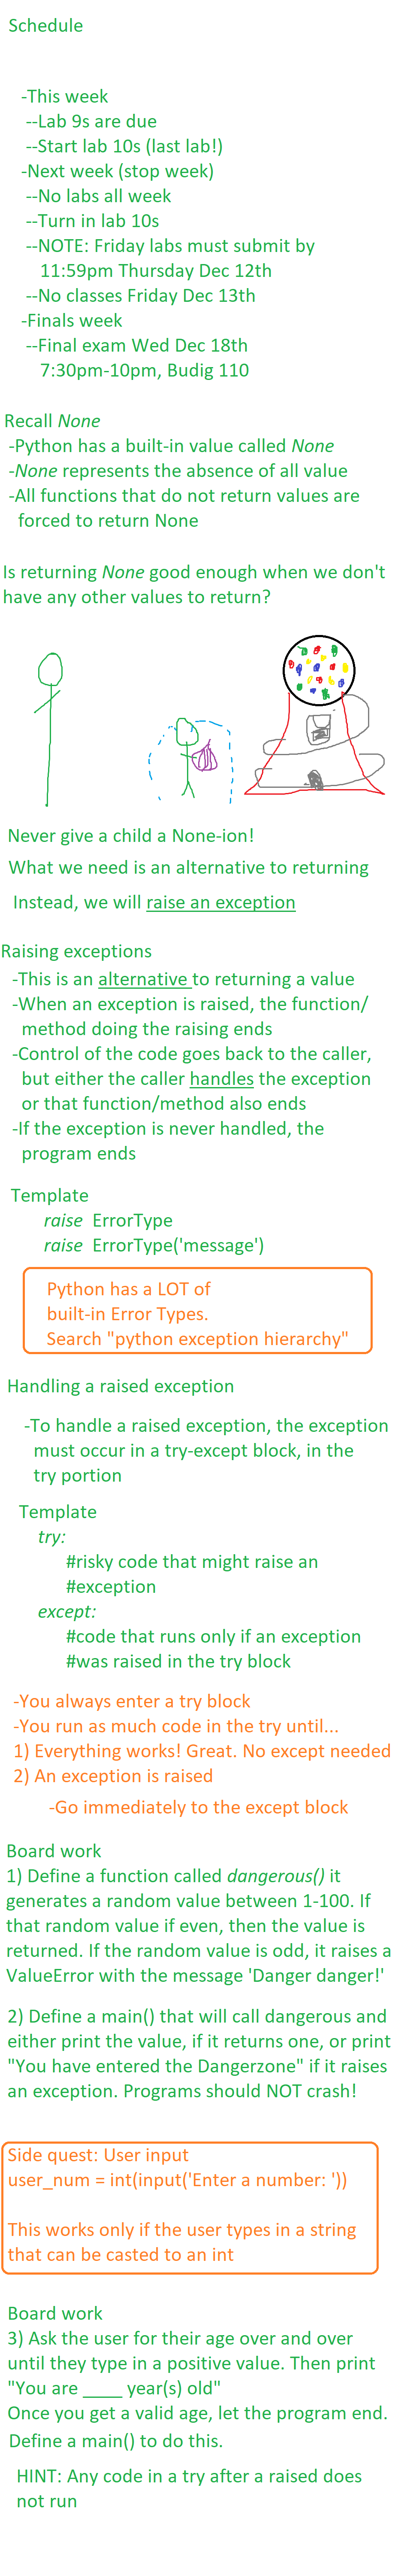 Schedule
-This week
--Lab 9s are due
--Start lab 10s (last lab!)
-Next week (stop week)
--No labs all week
--Turn in lab 10s
--NOTE: Friday labs must submit by
11:59pm Thursday Dec 12th
--No classes Friday Dec 13th
-Finals week
--Final exam Wed Dec 18th
7:30pm-10pm, Budig 110
Recall None
-Python has a built-in value called None
-None represents the absence of all value
-All functions that do not return values are
forced to return None
Is returning None good enough when we don't
have any other values to return?
Never give a child a None-ion!
What we need is an alternative to returning
Instead, we will raise an exception
Raising exceptions
-This is an alternative to returning a value
-When an exception is raised, the function/
method doing the raising ends
-Control of the code goes back to the caller,
but either the caller handles the exception
or that function/method also ends
-If the exception is never handled, the
program ends
Template
raise ErrorType
raise ErrorType('message')
Python has a LOT of
built-in Error Types.
Search "python exception hierarchy"
Handling a raised exception
-To handle a raised exception, the exception
must occur in a try-except block, in the
try portion
Template
try:
#risky code that might raise an
#exception
except:
#code that runs only if an exception
#was raised in the try block
-You always enter a try block
-You run as much code in the try until...
1) Everything works! Great. No except needed
2) An exception is raised
-Go immediately to the except block
Board work
1) Define a function called dangerous() it
generates a random value between 1-100. If
that random value if even, then the value is
returned. If the random value is odd, it raises a
ValueError with the message 'Danger danger!'
2) Define a main() that will call dangerous and
either print the value, if it returns one, or print
"You have entered the Dangerzone" if it raises
an exception. Programs should NOT crash!
Side quest: User input
user_num = int(input('Enter a number: '))
This works only if the user types in a string
that can be casted to an int
Board work
3) Ask the user for their age over and over
until they type in a positive value. Then print
"You are ____ year(s) old"
Once you get a valid age, let the program end.
Define a main() to do this.
HINT: Any code in a try after a raised does
not run